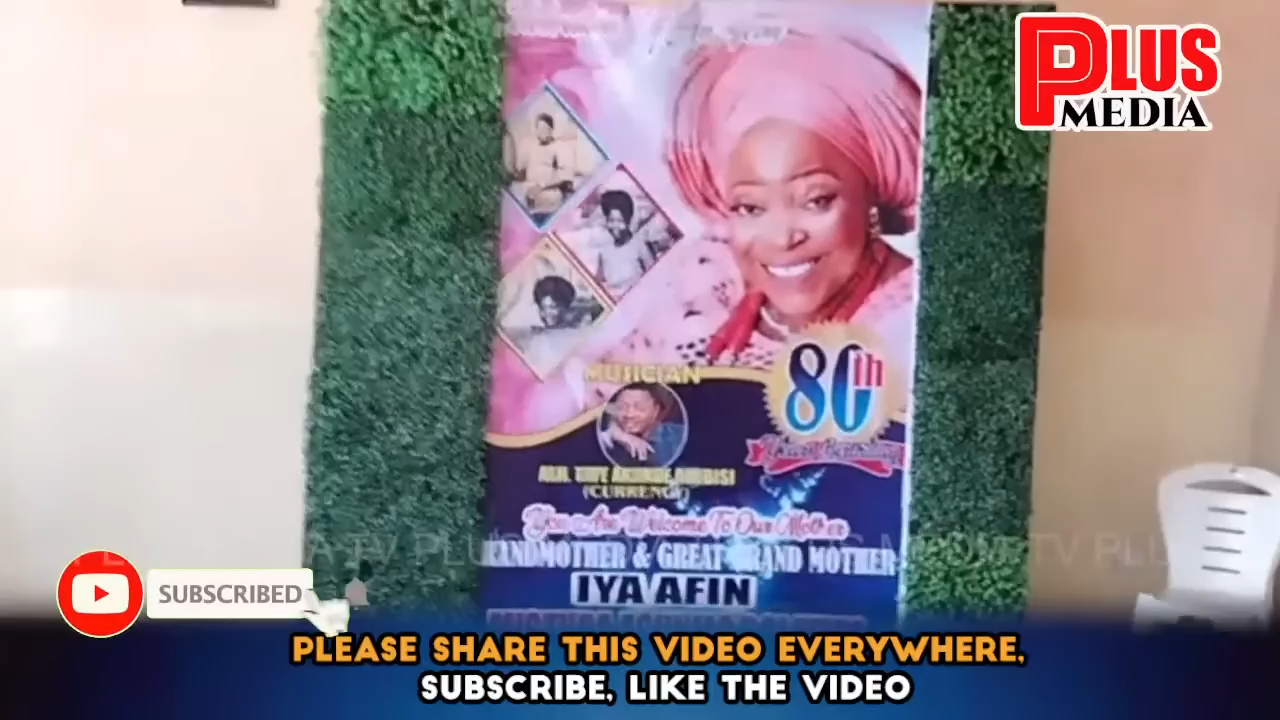 PLUS
MEDIA
MUSICIAN
80th
(CURRENCY)
You Are Welcome To Our Mother
GRANDMOTHER & GREAT GRAND MOTHER
IYA AFIN
SUBSCRIBED
PLEASE SHARE THIS VIDEO EVERYWHERE,
SUBSCRIBE, LIKE THE VIDEO